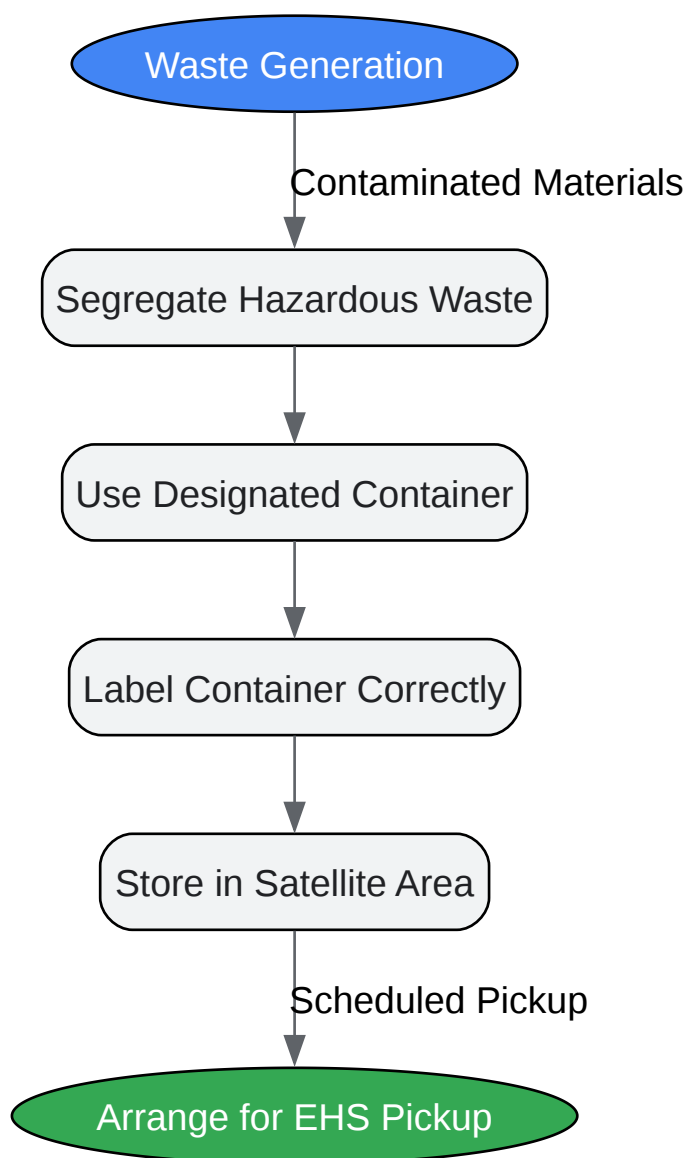 Waste Generation
Contaminated Materials
Segregate Hazardous Waste
Use Designated Container
Label Container Correctly
Store in Satellite Area
Scheduled Pickup
Arrange for EHS Pickup